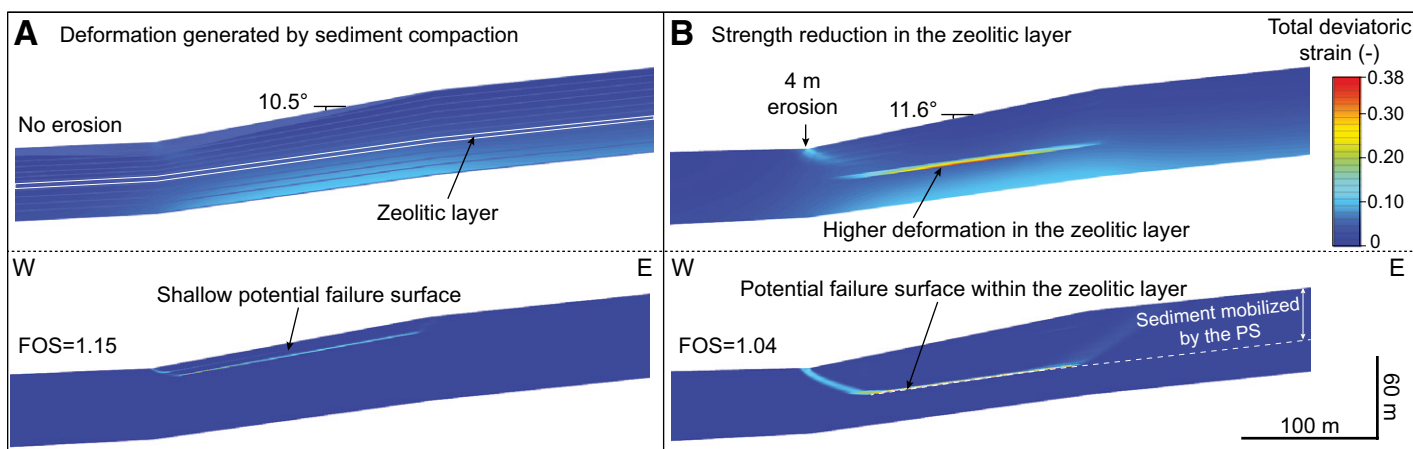 A Deformation generated by sediment compaction
No erosion
10.5°
Zeolitic layer
W
E
Shallow potential failure surface
FOS=1.15
B Strength reduction in the zeolitic layer
4 m
erosion
11.6°
Higher deformation in the zeolitic layer
Total deviatoric
strain (-)
0.38
0.30
0.20
0.10
0
W
E
Potential failure surface within the zeolitic layer
FOS=1.04
Sediment mobilized
by the PS
60 m
100 m